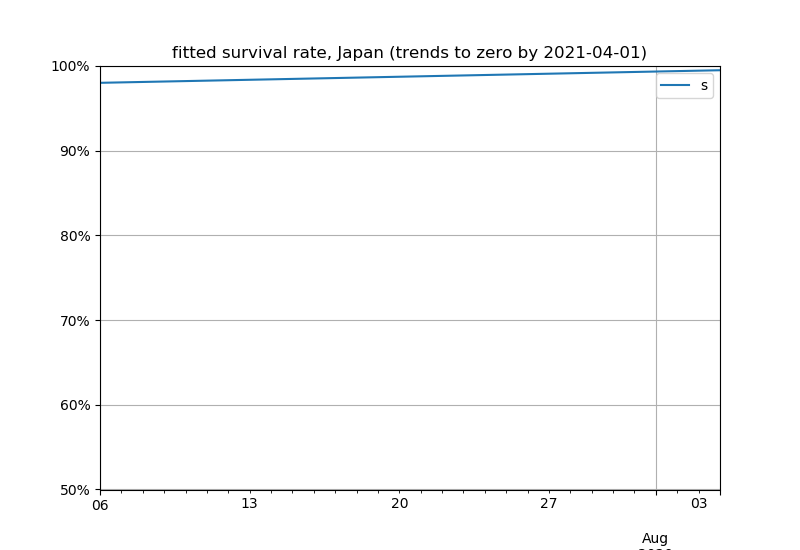 fitted survival rate, Japan (trends to zero by 2021-04-01)
100%
s
90%
80%
70%
60%
50%
06 13 20 27 03
Aug